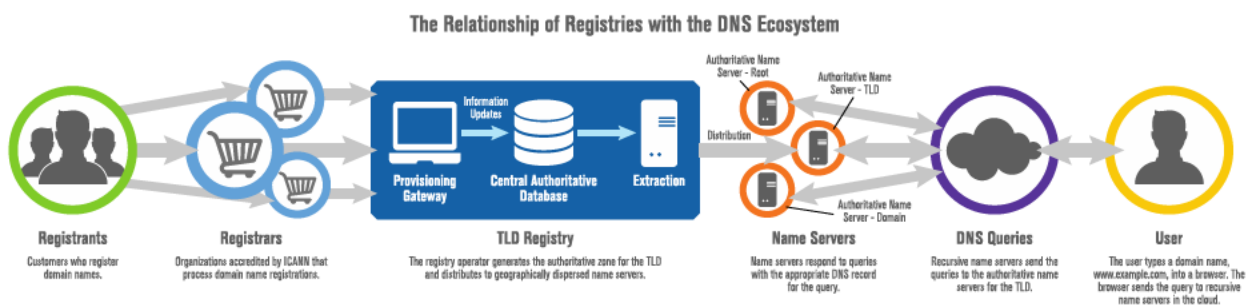 The Relationship of Registries with the DNS Ecosystem
Registrants
Customers who register
domain names.
Registrars
Organizations accredited by ICANN that
process domain name registrations.
Information
Updates
Provisioning
Gateway
Central Authoritative
Database
Extraction
TLD Registry
The registry operator generates the authoritative zone for the TLD
and distributes to geographically dispersed name servers.
Distribution
Authoritative Name
Server - Root
Authoritative Name
Server - TLD
Authoritative Name
Server - Domain
Name Servers
Name servers respond to queries
with the appropriate DNS record
for the query.
DNS Queries
Recursive name servers send the
queries to the authoritative name
servers for the TLD.
User
The user types a domain name,
www.example.com, into a browser. The
browser sends the query to recursive
name servers in the cloud.